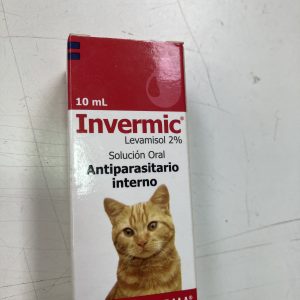 10 mL
Invermic®
Levamisol 2%
Solución Oral
Antiparasitario
interno